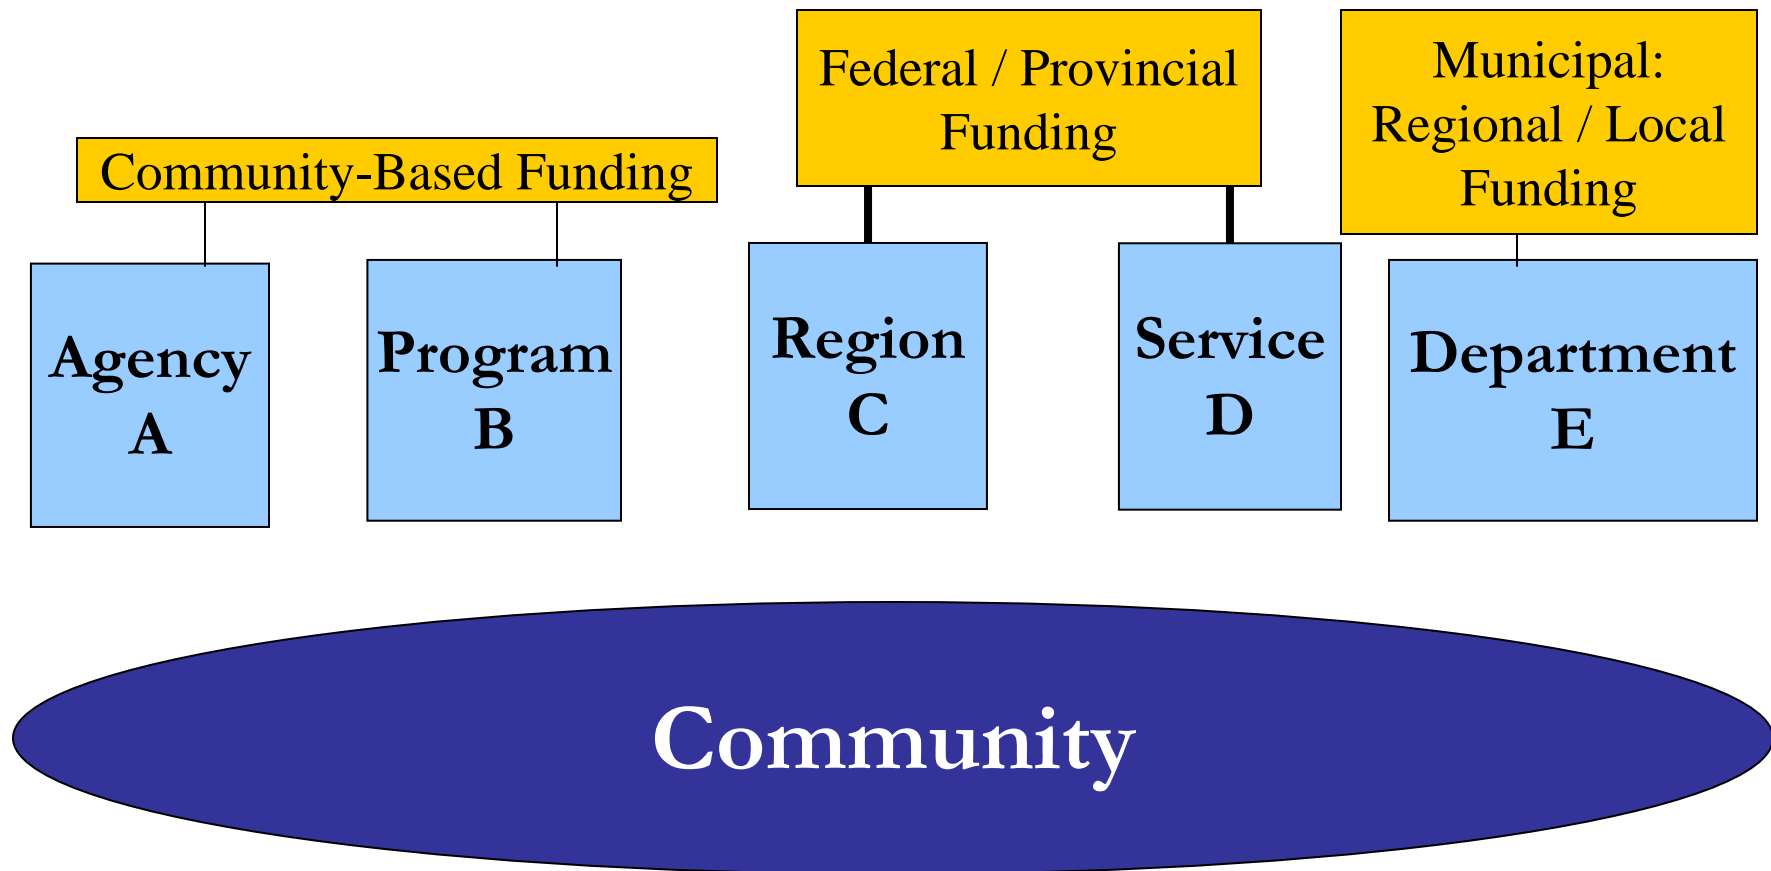 Community-Based Funding
Federal / Provincial
Funding
Municipal:
Regional / Local
Funding
Agency
A
Program
B
Region
C
Service
D
Department
E
Community